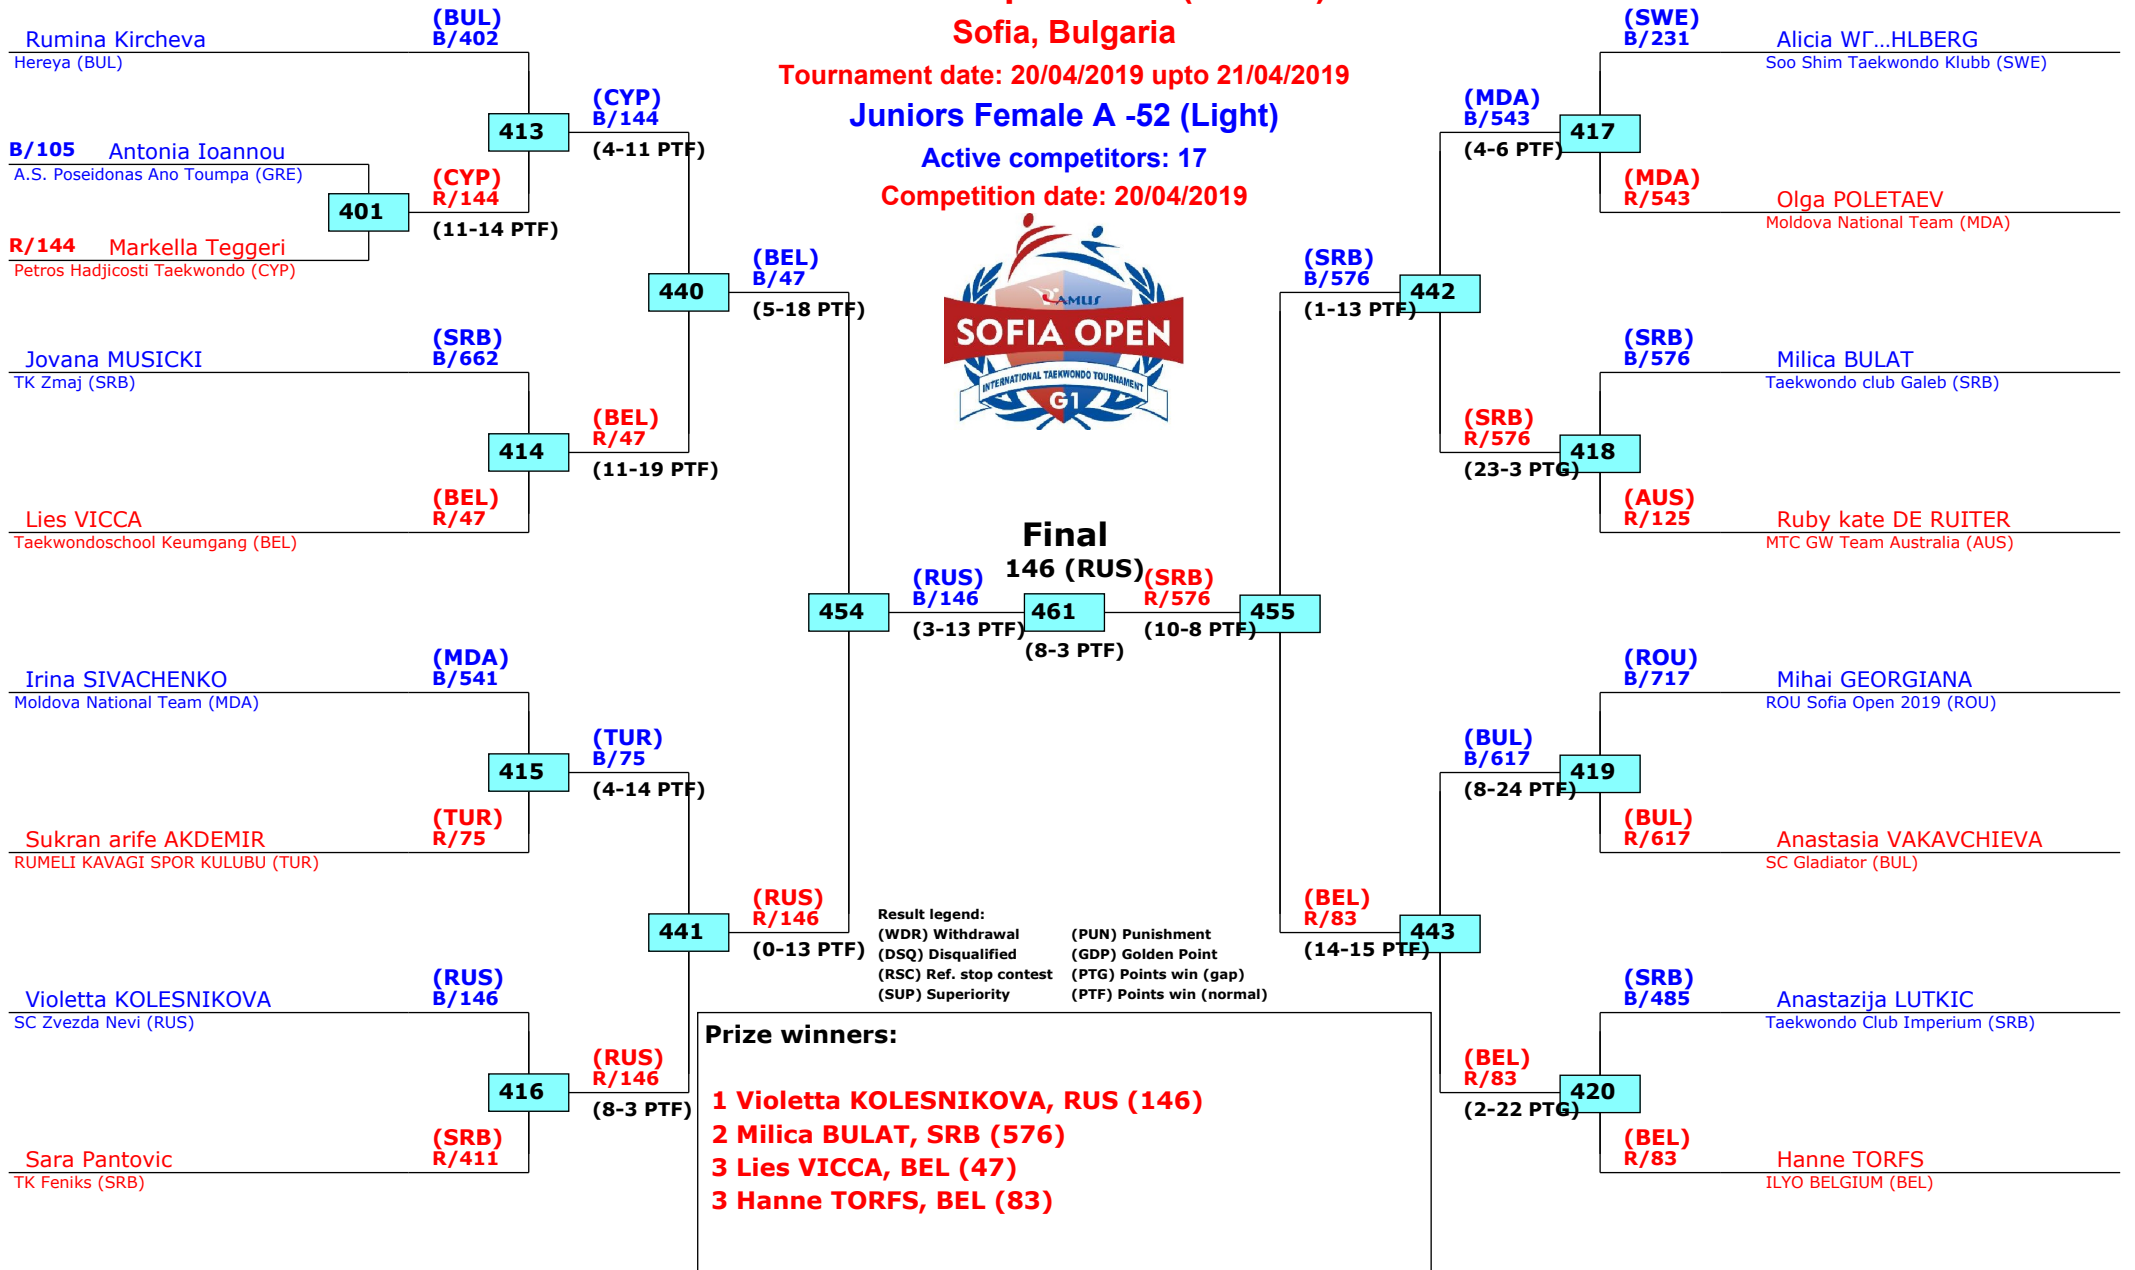 Sofia, Bulgaria
Tournament date: 20/04/2019 upto 21/04/2019
Juniors Female A -52 (Light)
Active competitors: 17
Competition date: 20/04/2019
RAMUS
SOFIA OPEN
INTERNATIONAL TAEKWONDO TOURNAMENT
G1
Rumina Kircheva
Hereya (BUL)
(BUL)
B/402
B/105 Antonia Ioannou
A.S. Poseidonas Ano Toumpa (GRE)
R/144 Markella Teggeri
Petros Hadjicosti Taekwondo (CYP)
401
(CYP)
R/144
(11-14 PTF)
413
(CYP)
B/144
(4-11 PTF)
Jovana MUSICKI
TK Zmaj (SRB)
(SRB)
B/662
Lies VICCA
Taekwondoschool Keumgang (BEL)
(BEL)
R/47
414
(BEL)
R/47
(11-19 PTF)
440
(BEL)
B/47
(5-18 PTF)
Irina SIVACHENKO
Moldova National Team (MDA)
(MDA)
B/541
Sukran arife AKDEMIR
RUMELI KAVAGI SPOR KULUBU (TUR)
(TUR)
R/75
415
(TUR)
B/75
(4-14 PTF)
Violetta KOLESNIKOVA
SC Zvezda Nevi (RUS)
(RUS)
B/146
Sara Pantovic
TK Feniks (SRB)
(SRB)
R/411
416
(RUS)
R/146
(8-3 PTF)
441
(RUS)
R/146
(0-13 PTF)
454
(RUS)
B/146
(3-13 PTF)
Final
146 (RUS)
461
(8-3 PTF)
(SRB)
R/576
(10-8 PTF)
455
(SRB)
B/576
(1-13 PTF)
442
(MDA)
B/543
(4-6 PTF)
417
(SWE)
B/231
Alicia WГ...HLBERG
Soo Shim Taekwondo Klubb (SWE)
(MDA)
R/543
Olga POLETAEV
Moldova National Team (MDA)
(SRB)
R/576
(23-3 PTG)
418
(SRB)
B/576
Milica BULAT
Taekwondo club Galeb (SRB)
(AUS)
R/125
Ruby kate DE RUITER
MTC GW Team Australia (AUS)
(BEL)
R/83
(14-15 PTF)
443
(BUL)
B/617
(8-24 PTF)
419
(ROU)
B/717
Mihai GEORGIANA
ROU Sofia Open 2019 (ROU)
(BUL)
R/617
Anastasia VAKAVCHIEVA
SC Gladiator (BUL)
(BEL)
R/83
(2-22 PTG)
420
(SRB)
B/485
Anastazija LUTKIC
Taekwondo Club Imperium (SRB)
(BEL)
R/83
Hanne TORFS
ILYO BELGIUM (BEL)
Result legend:
(WDR) Withdrawal (PUN) Punishment
(DSQ) Disqualified (GDP) Golden Point
(RSC) Ref. stop contest (PTG) Points win (gap)
(SUP) Superiority (PTF) Points win (normal)
Prize winners:
1 Violetta KOLESNIKOVA, RUS (146)
2 Milica BULAT, SRB (576)
3 Lies VICCA, BEL (47)
3 Hanne TORFS, BEL (83)